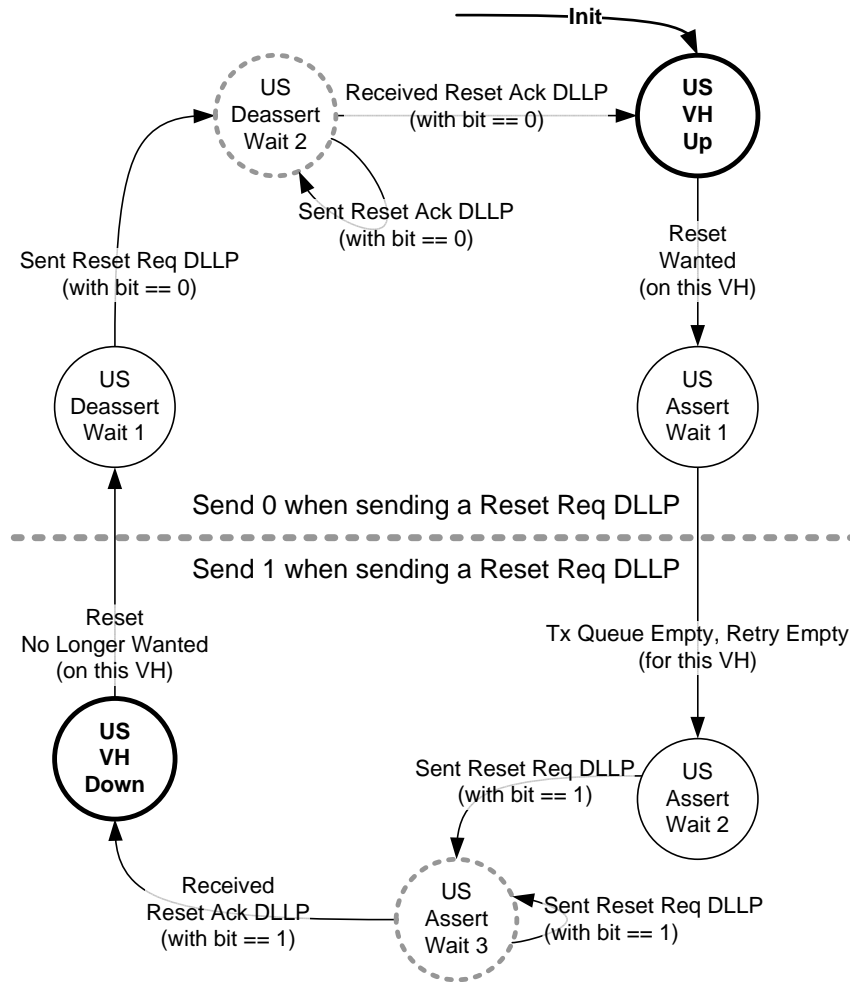 Init
US
Deassert
Wait 2
Received Reset Ack DLLP
(with bit == 0)
US
VH
Up
Sent Reset Ack DLLP
(with bit == 0)
Sent Reset Req DLLP
(with bit == 0)
Reset
Wanted
(on this VH)
US
Deassert
Wait 1
US
Assert
Wait 1
Send 0 when sending a Reset Req DLLP
Send 1 when sending a Reset Req DLLP
Reset
No Longer Wanted
(on this VH)
Tx Queue Empty, Retry Empty
(for this VH)
US
VH
Down
Sent Reset Req DLLP
(with bit == 1)
US
Assert
Wait 2
Received
Reset Ack DLLP
(with bit == 1)
US
Assert
Wait 3
Sent Reset Req DLLP
(with bit == 1)